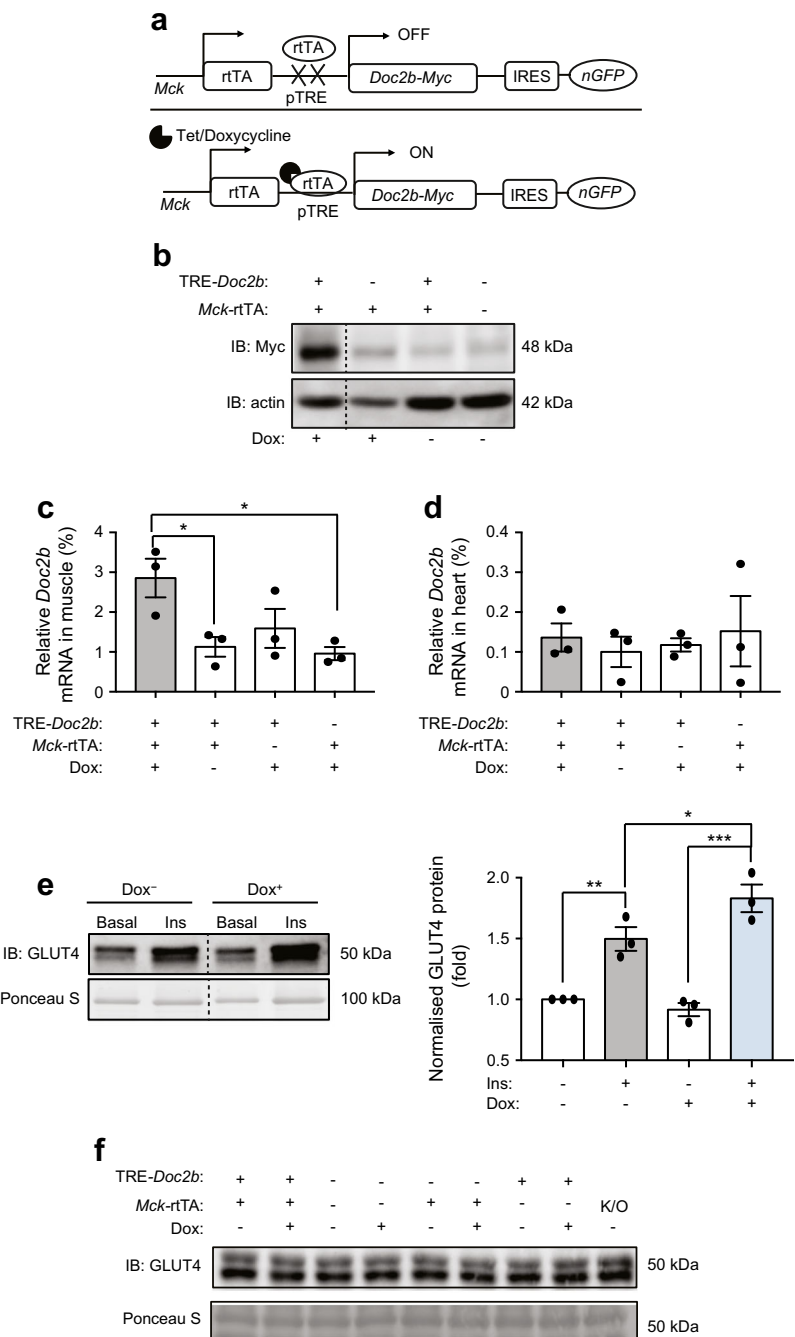 a
OFF
rtTA
Mck
rtTA
Doc2b-Myc
IRES
nGFP
pTRE
Tet/Doxycycline
ON
rtTA
Mck
rtTA
Doc2b-Myc
IRES
nGFP
pTRE
b
TRE-Doc2b: + - + -
Mck-rtTA: + + + -
IB: Myc 48 kDa
IB: actin 42 kDa
Dox: + + - -
c
Relative Doc2b
mRNA in muscle (%)
4
3
2
1
0
*
*
TRE-Doc2b: + + + -
Mck-rtTA: + + - +
Dox: + - + +
d
Relative Doc2b
mRNA in heart (%)
0.4
0.3
0.2
0.1
0
+ + + -
TRE-Doc2b:
+ + - +
Mck-rtTA:
+ - + +
Dox:
e
Dox⁻ Dox⁺
Basal Ins Basal Ins
IB: GLUT4 50 kDa
Ponceau S 100 kDa
Normalised GLUT4 protein
(fold)
2.0
1.5
1.0
0.5
*
***
**
Ins: - + - +
Dox: - - + +
f
TRE-Doc2b: + + - - - - + +
Mck-rtTA: + + - - + + - - K/O
Dox: - + - + - + - + -
IB: GLUT4 50 kDa
Ponceau S 50 kDa